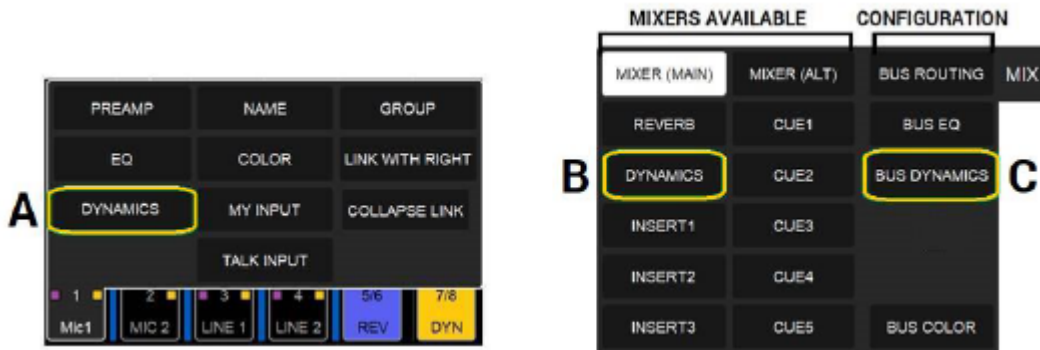 MIXERS AVAILABLE CONFIGURATION
MIXER (MAIN) MIXER (ALT) BUS ROUTING MIX
REVERB CUE1 BUS EQ
B DYNAMICS CUE2 BUS DYNAMICS C
INSERT1 CUE3
INSERT2 CUE4
INSERT3 CUE5 BUS COLOR
PREAMP NAME GROUP
EQ COLOR LINK WITH RIGHT
A DYNAMICS MY INPUT COLLAPSE LINK
TALK INPUT
1 2 3 4 5/6 7/8
Mic1 MIC 2 LINE 1 LINE 2 REV DYN